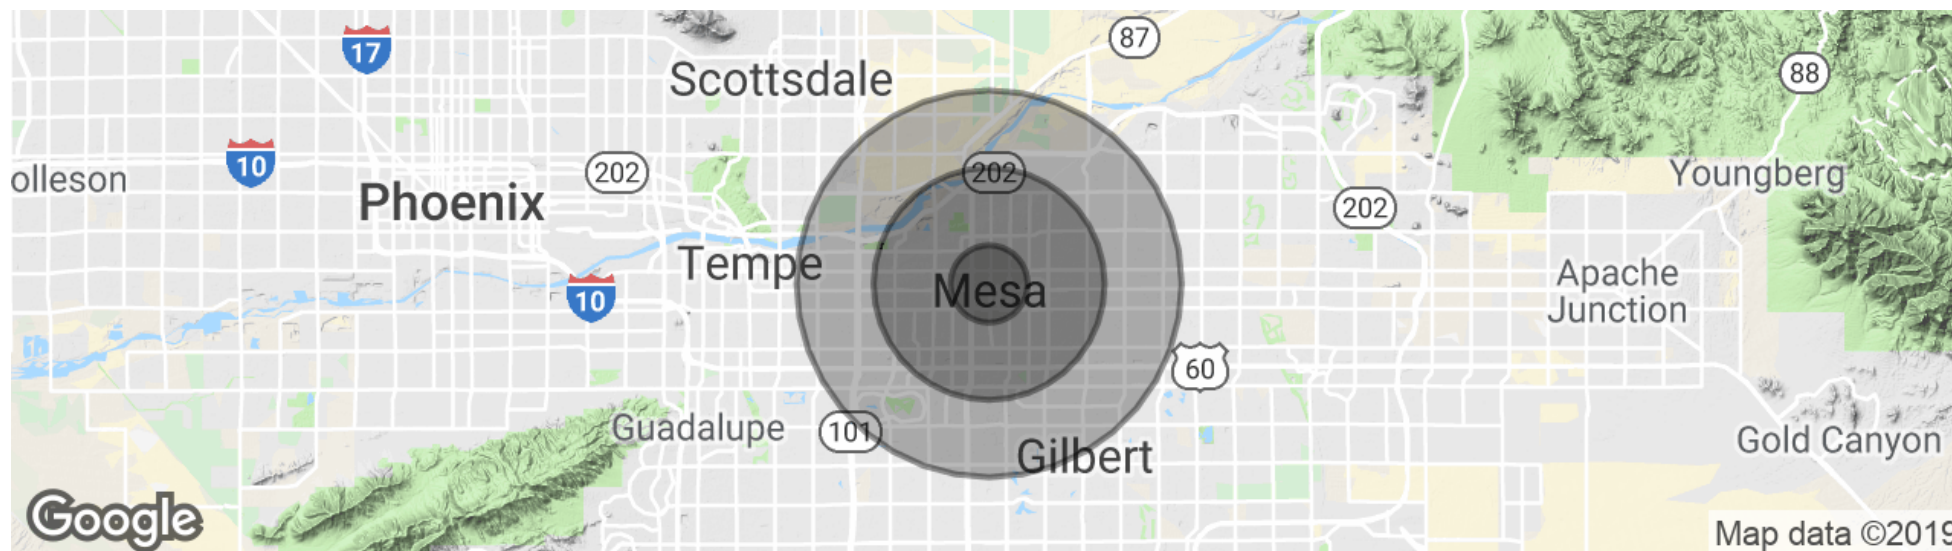 17
87
Scottsdale
88
10
202
202
olleson
Youngberg
Phoenix
202
Tempe
Mesa
Apache
Junction
10
60
Guadalupe
101
Gilbert
Gold Canyon
Google
Map data ©2019